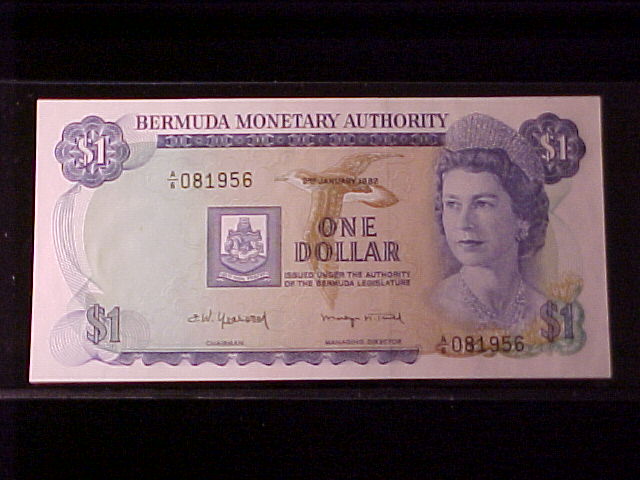 BERMUDA MONETARY AUTHORITY
$1
$1
A/6 081956
2ND JANUARY 1982
ONE
DOLLAR
ISSUED UNDER THE AUTHORITY
OF THE BERMUDA LEGISLATURE
$1
$1
CHAIRMAN
MANAGING DIRECTOR
A/6 081956